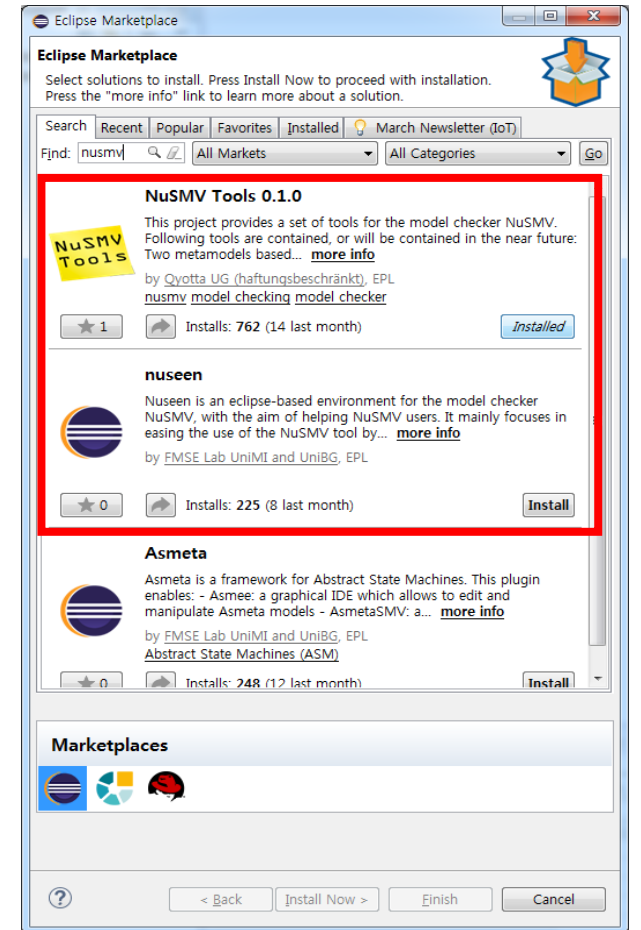 Eclipse Marketplace
Eclipse Marketplace
Select solutions to install. Press Install Now to proceed with installation.
Press the "more info" link to learn more about a solution.
Search Recent Popular Favorites Installed March Newsletter (IoT)
Find: nusmv All Markets All Categories Go
NuSMV Tools 0.1.0
NuSMV
Tools
This project provides a set of tools for the model checker NuSMV.
Following tools are contained, or will be contained in the near future:
Two metamodels based... more info
by Qyotta UG (haftungsbeschränkt), EPL
nusmv model checking model checker
1 Installs: 762 (14 last month) Installed
nuseen
Nuseen is an eclipse-based environment for the model checker
NuSMV, with the aim of helping NuSMV users. It mainly focuses in
easing the use of the NuSMV tool by... more info
by FMSE Lab UniMI and UniBG, EPL
0 Installs: 225 (8 last month) Install
Asmeta
Asmeta is a framework for Abstract State Machines. This plugin
enables: - Asmee: a graphical IDE which allows to edit and
manipulate Asmeta models - AsmetaSMV: a... more info
by FMSE Lab UniMI and UniBG, EPL
Abstract State Machines (ASM)
0 Installs: 248 (12 last month) Install
Marketplaces
? < Back Install Now > Finish Cancel